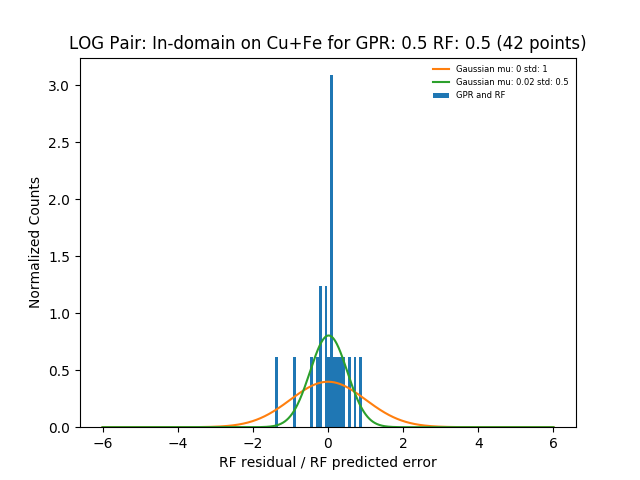 LOG Pair: In-domain on Cu+Fe for GPR: 0.5 RF: 0.5 (42 points)
Gaussian mu: 0 std: 1
Gaussian mu: 0.02 std: 0.5
GPR and RF
Normalized Counts
3.0
2.5
2.0
1.5
1.0
0.5
0.0
−6 −4 −2 0 2 4 6
RF residual / RF predicted error